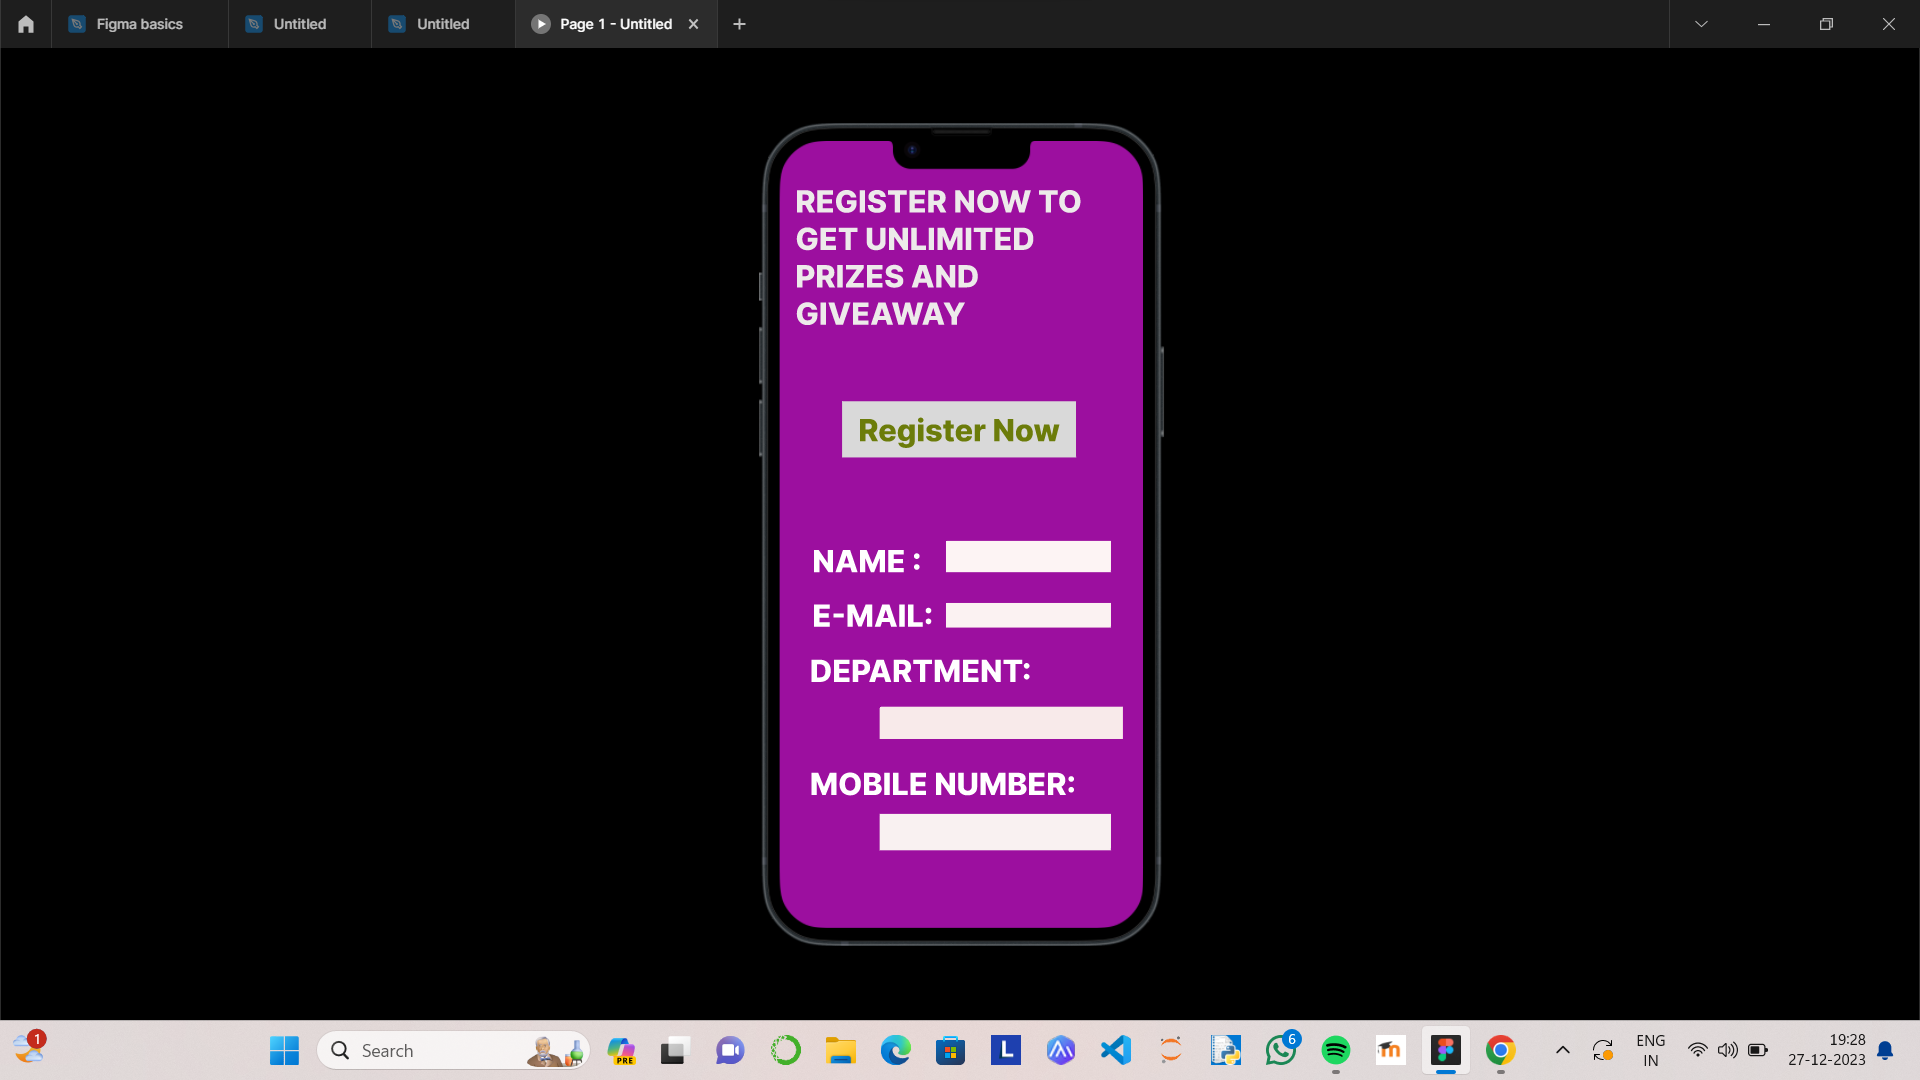 Figma basics
Untitled
Untitled
Page 1 - Untitled
REGISTER NOW TO
GET UNLIMITED
PRIZES AND
GIVEAWAY
Register Now
NAME :
E-MAIL:
DEPARTMENT:
MOBILE NUMBER:
1
Search
PRE
L
6
m
ENG
IN
19:28
27-12-2023